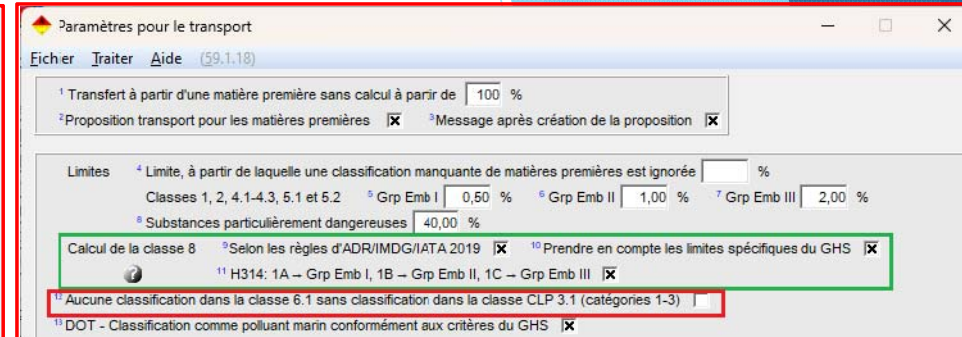 Paramètres pour le transport
Fichier Traiter Aide (59.1.18)
1 Transfert à partir d'une matière première sans calcul à partir de 100 %
2 Proposition transport pour les matières premières 3 Message après création de la proposition
Limites 4 Limite, à partir de laquelle une classification manquante de matières premières est ignorée %
Classes 1, 2, 4.1-4.3, 5.1 et 5.2 5 Grp Emb I 0,50 % 6 Grp Emb II 1,00 % 7 Grp Emb III 2,00 %
8 Substances particulièrement dangereuses 40,00 %
Calcul de la classe 8 9 Selon les règles d'ADR/IMDG/IATA 2019 10 Prendre en compte les limites spécifiques du GHS
? 11 H314: 1A → Grp Emb I, 1B → Grp Emb II, 1C → Grp Emb III
12 Aucune classification dans la classe 6.1 sans classification dans la classe CLP 3.1 (catégories 1-3)
13 DOT - Classification comme polluant marin conformément aux critères du GHS